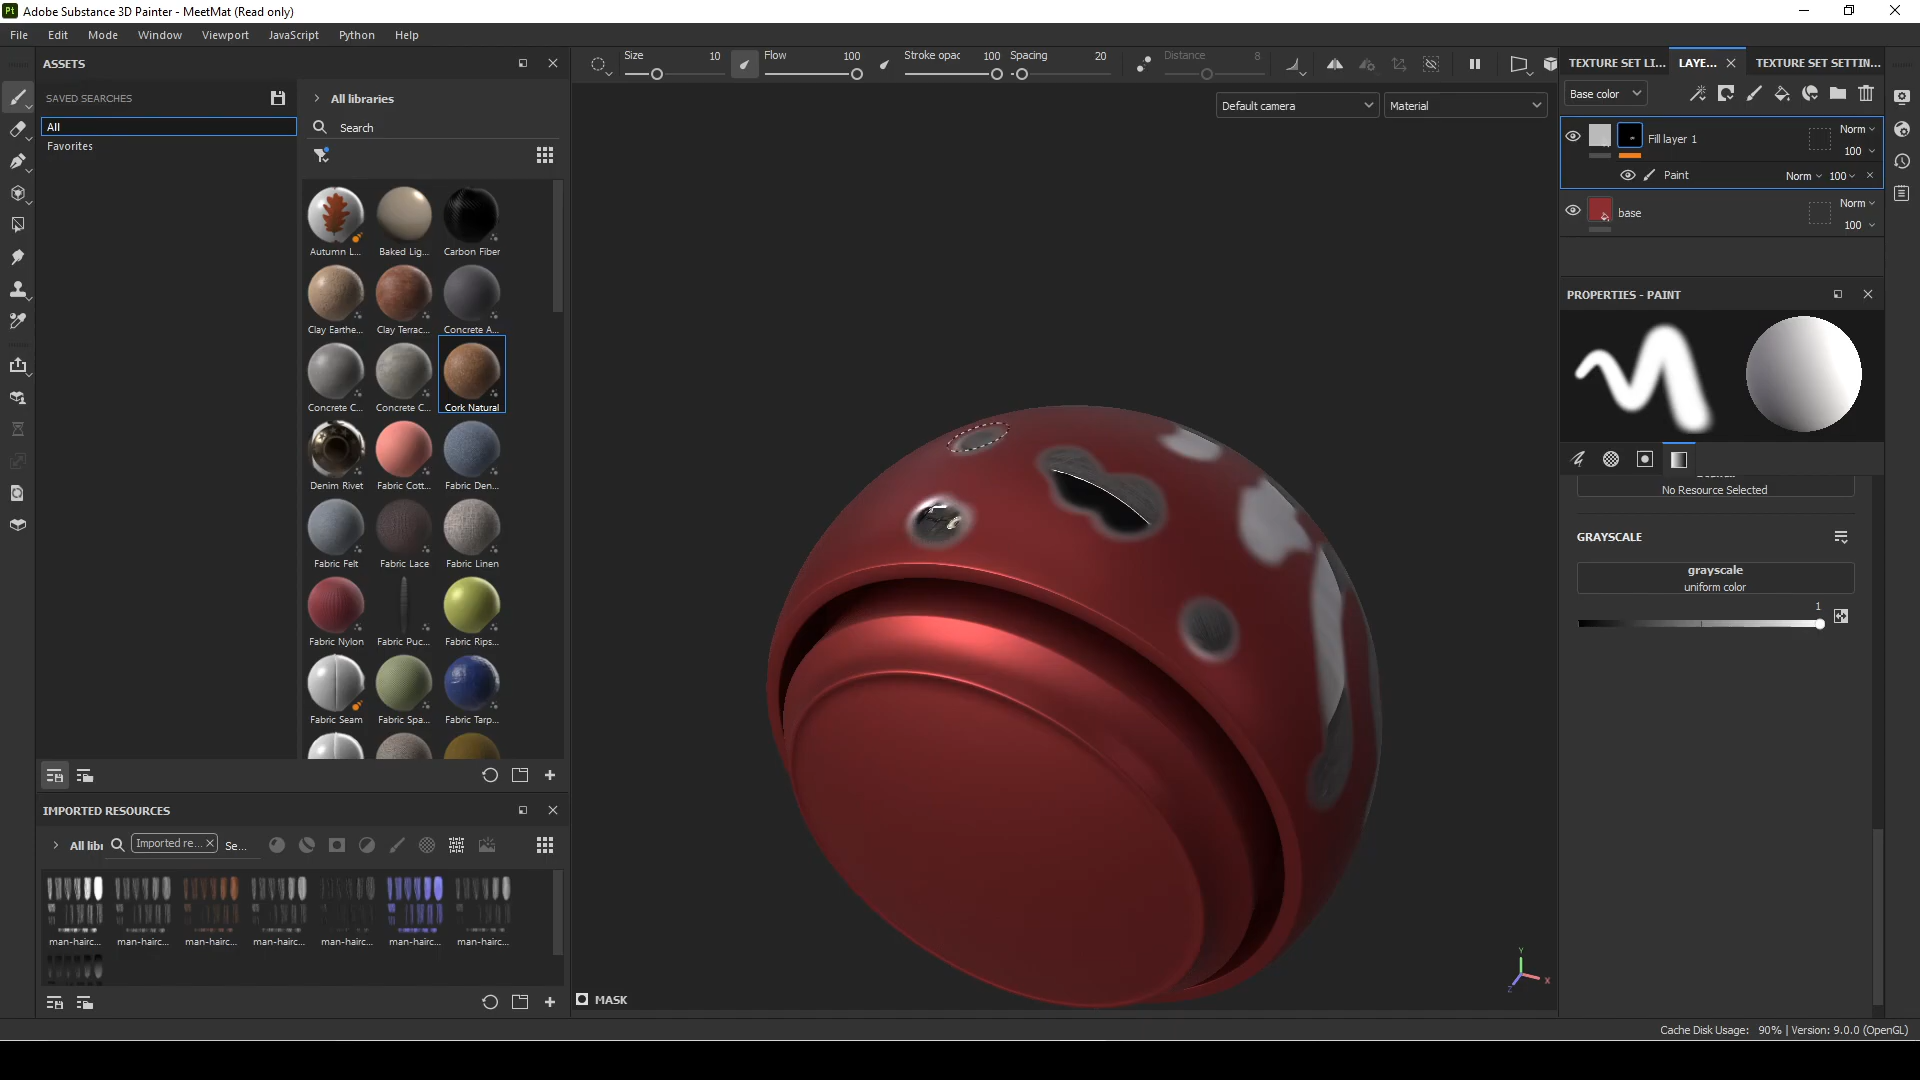 Pt Adobe Substance 3D Painter - MeetMat (Read only)
File Edit Mode Window Viewport JavaScript Python Help
ASSETS
SAVED SEARCHES
All
Favorites
All libraries
Search
Autumn L...
Baked Lig...
Carbon Fiber
Clay Earthe...
Clay Terrac...
Concrete A...
Concrete C...
Concrete C...
Cork Natural
Denim Rivet
Fabric Cott...
Fabric Den...
Fabric Felt
Fabric Lace
Fabric Linen
Fabric Nylon
Fabric Puc...
Fabric Rips...
Fabric Seam
Fabric Spa...
Fabric Tarp...
IMPORTED RESOURCES
All libr
Imported re...
Se...
man-hairc...
man-hairc...
man-hairc...
man-hairc...
man-hairc...
man-hairc...
man-hairc...
Size 10
Flow 100
Stroke opac 100
Spacing 20
Distance 8
Default camera
Material
MASK
Y
X
Z
TEXTURE SET LI...
LAYE...
TEXTURE SET SETTIN...
Base color
Fill layer 1
Norm
100
Paint
Norm
100
base
Norm
100
PROPERTIES - PAINT
No Resource Selected
GRAYSCALE
grayscale
uniform color
1
Cache Disk Usage: 90% | Version: 9.0.0 (OpenGL)